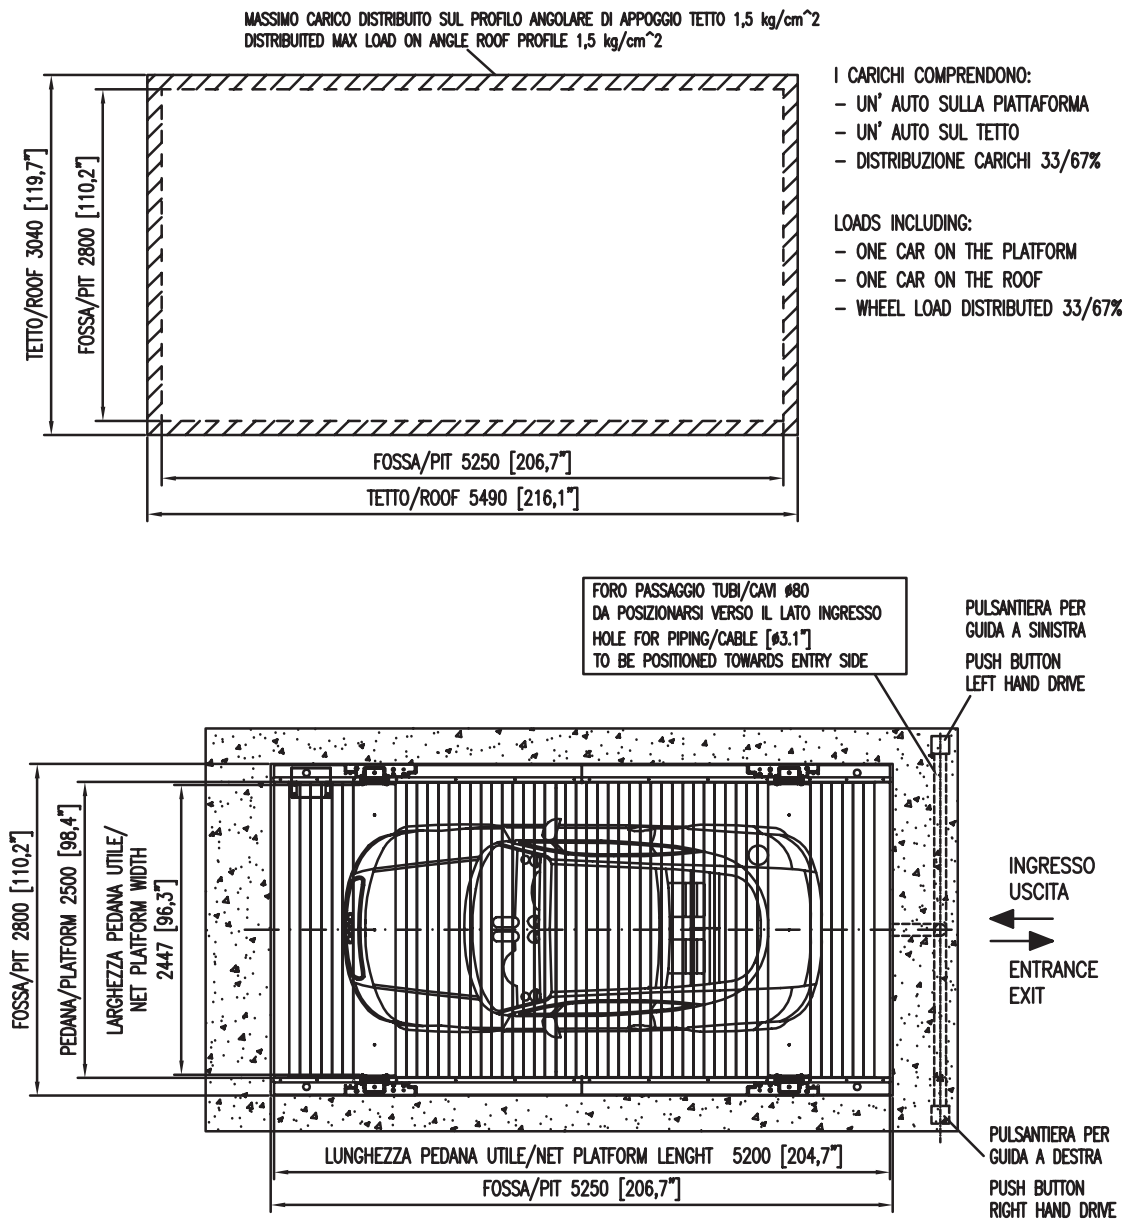 MASSIMO CARICO DISTRIBUITO SUL PROFILO ANGOLARE DI APPOGGIO TETTO 1,5 kg/cm^2
DISTRIBUITED MAX LOAD ON ANGLE ROOF PROFILE 1,5 kg/cm^2
I CARICHI COMPRENDONO:
- UN' AUTO SULLA PIATTAFORMA
- UN' AUTO SUL TETTO
- DISTRIBUZIONE CARICHI 33/67%
LOADS INCLUDING:
- ONE CAR ON THE PLATFORM
- ONE CAR ON THE ROOF
- WHEEL LOAD DISTRIBUTED 33/67%
TETTO/ROOF 3040 [119,7"]
FOSSA/PIT 2800 [110,2"]
FOSSA/PIT 5250 [206,7"]
TETTO/ROOF 5490 [216,1"]
FORO PASSAGGIO TUBI/CAVI ø80
DA POSIZIONARSI VERSO IL LATO INGRESSO
HOLE FOR PIPING/CABLE [ø3.1"]
TO BE POSITIONED TOWARDS ENTRY SIDE
PULSANTIERA PER
GUIDA A SINISTRA
PUSH BUTTON
LEFT HAND DRIVE
FOSSA/PIT 2800 [110,2"]
PEDANA/PLATFORM 2500 [98,4"]
LARGHEZZA PEDANA UTILE/
NET PLATFORM WIDTH
2447 [96,3"]
INGRESSO
USCITA
ENTRANCE
EXIT
LUNGHEZZA PEDANA UTILE/NET PLATFORM LENGHT 5200 [204,7"]
FOSSA/PIT 5250 [206,7"]
PULSANTIERA PER
GUIDA A DESTRA
PUSH BUTTON
RIGHT HAND DRIVE